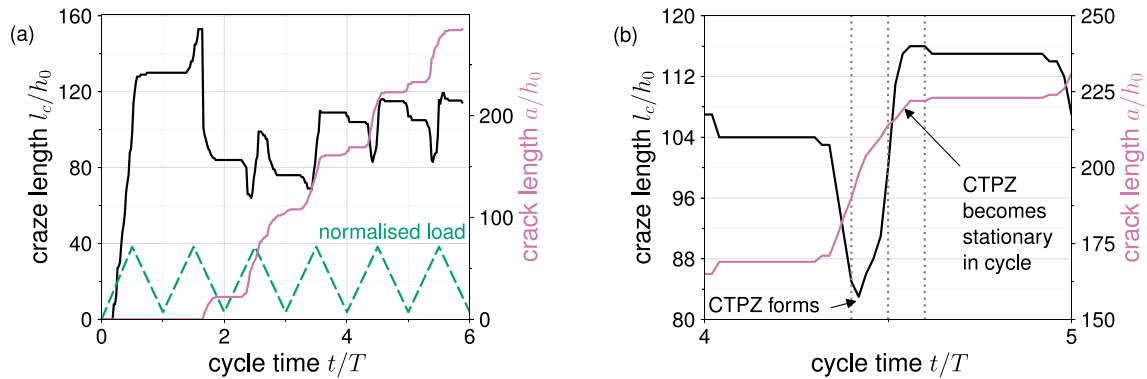 (a)
160
120
80
40
0
craze length l_c/h_0
200
100
0
crack length a/h_0
normalised load
0
2
4
6
cycle time t/T
(b)
120
112
104
96
88
80
craze length l_c/h_0
250
225
200
175
150
crack length a/h_0
CTPZ
becomes
stationary
in cycle
CTPZ forms
4
5
cycle time t/T